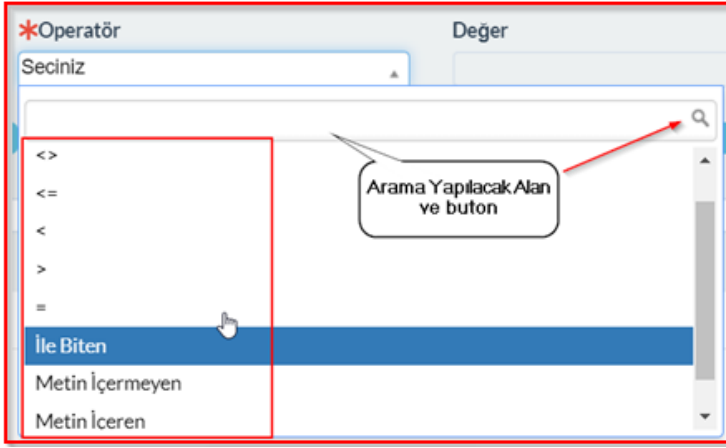 *Operatör
Değer
Seciniz
Arama Yapılacak Alan
ve buton
<>
<=
<
>
=
İle Biten
Metin İçermeyen
Metin İceren